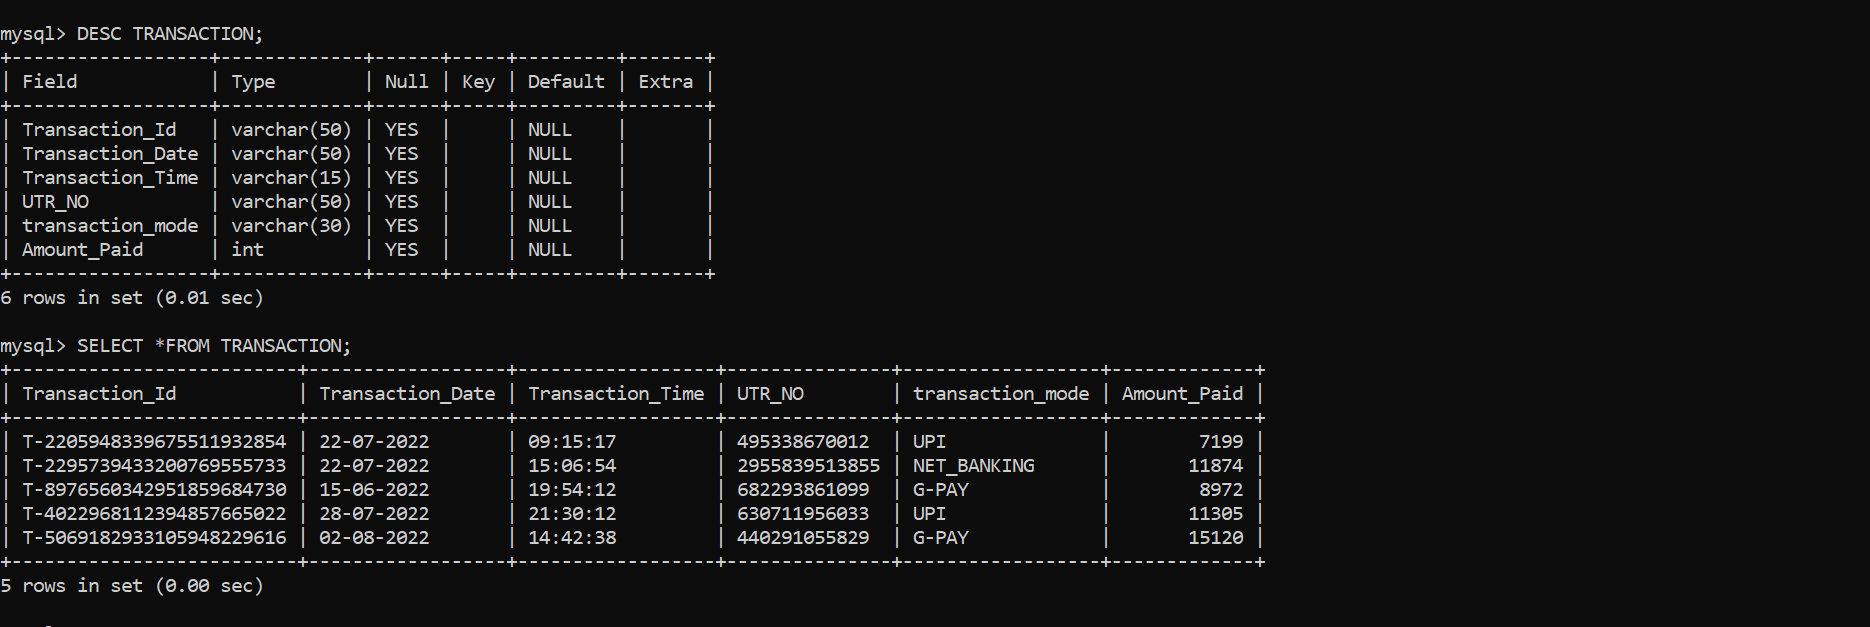 mysql> DESC TRANSACTION;
+------------------+-------------+------+-----+---------+-------+
| Field            | Type        | Null | Key | Default | Extra |
+------------------+-------------+------+-----+---------+-------+
| Transaction_Id   | varchar(50) | YES  |     | NULL    |       |
| Transaction_Date | varchar(50) | YES  |     | NULL    |       |
| Transaction_Time | varchar(15) | YES  |     | NULL    |       |
| UTR_NO           | varchar(50) | YES  |     | NULL    |       |
| transaction_mode | varchar(30) | YES  |     | NULL    |       |
| Amount_Paid      | int         | YES  |     | NULL    |       |
+------------------+-------------+------+-----+---------+-------+
6 rows in set (0.01 sec)
mysql> SELECT *FROM TRANSACTION;
+--------------------------+------------------+------------------+---------------+------------------+-------------+
| Transaction_Id           | Transaction_Date | Transaction_Time | UTR_NO        | transaction_mode | Amount_Paid |
+--------------------------+------------------+------------------+---------------+------------------+-------------+
| T-2205948339675511932854 | 22-07-2022       | 09:15:17         | 495338670012  | UPI              |        7199 |
| T-2295739433200769555733 | 22-07-2022       | 15:06:54         | 2955839513855 | NET_BANKING      |       11874 |
| T-8976560342951859684730 | 15-06-2022       | 19:54:12         | 682293861099  | G-PAY            |        8972 |
| T-4022968112394857665022 | 28-07-2022       | 21:30:12         | 630711956033  | UPI              |       11305 |
| T-5069182933105948229616 | 02-08-2022       | 14:42:38         | 440291055829  | G-PAY            |       15120 |
+--------------------------+------------------+------------------+---------------+------------------+-------------+
5 rows in set (0.00 sec)